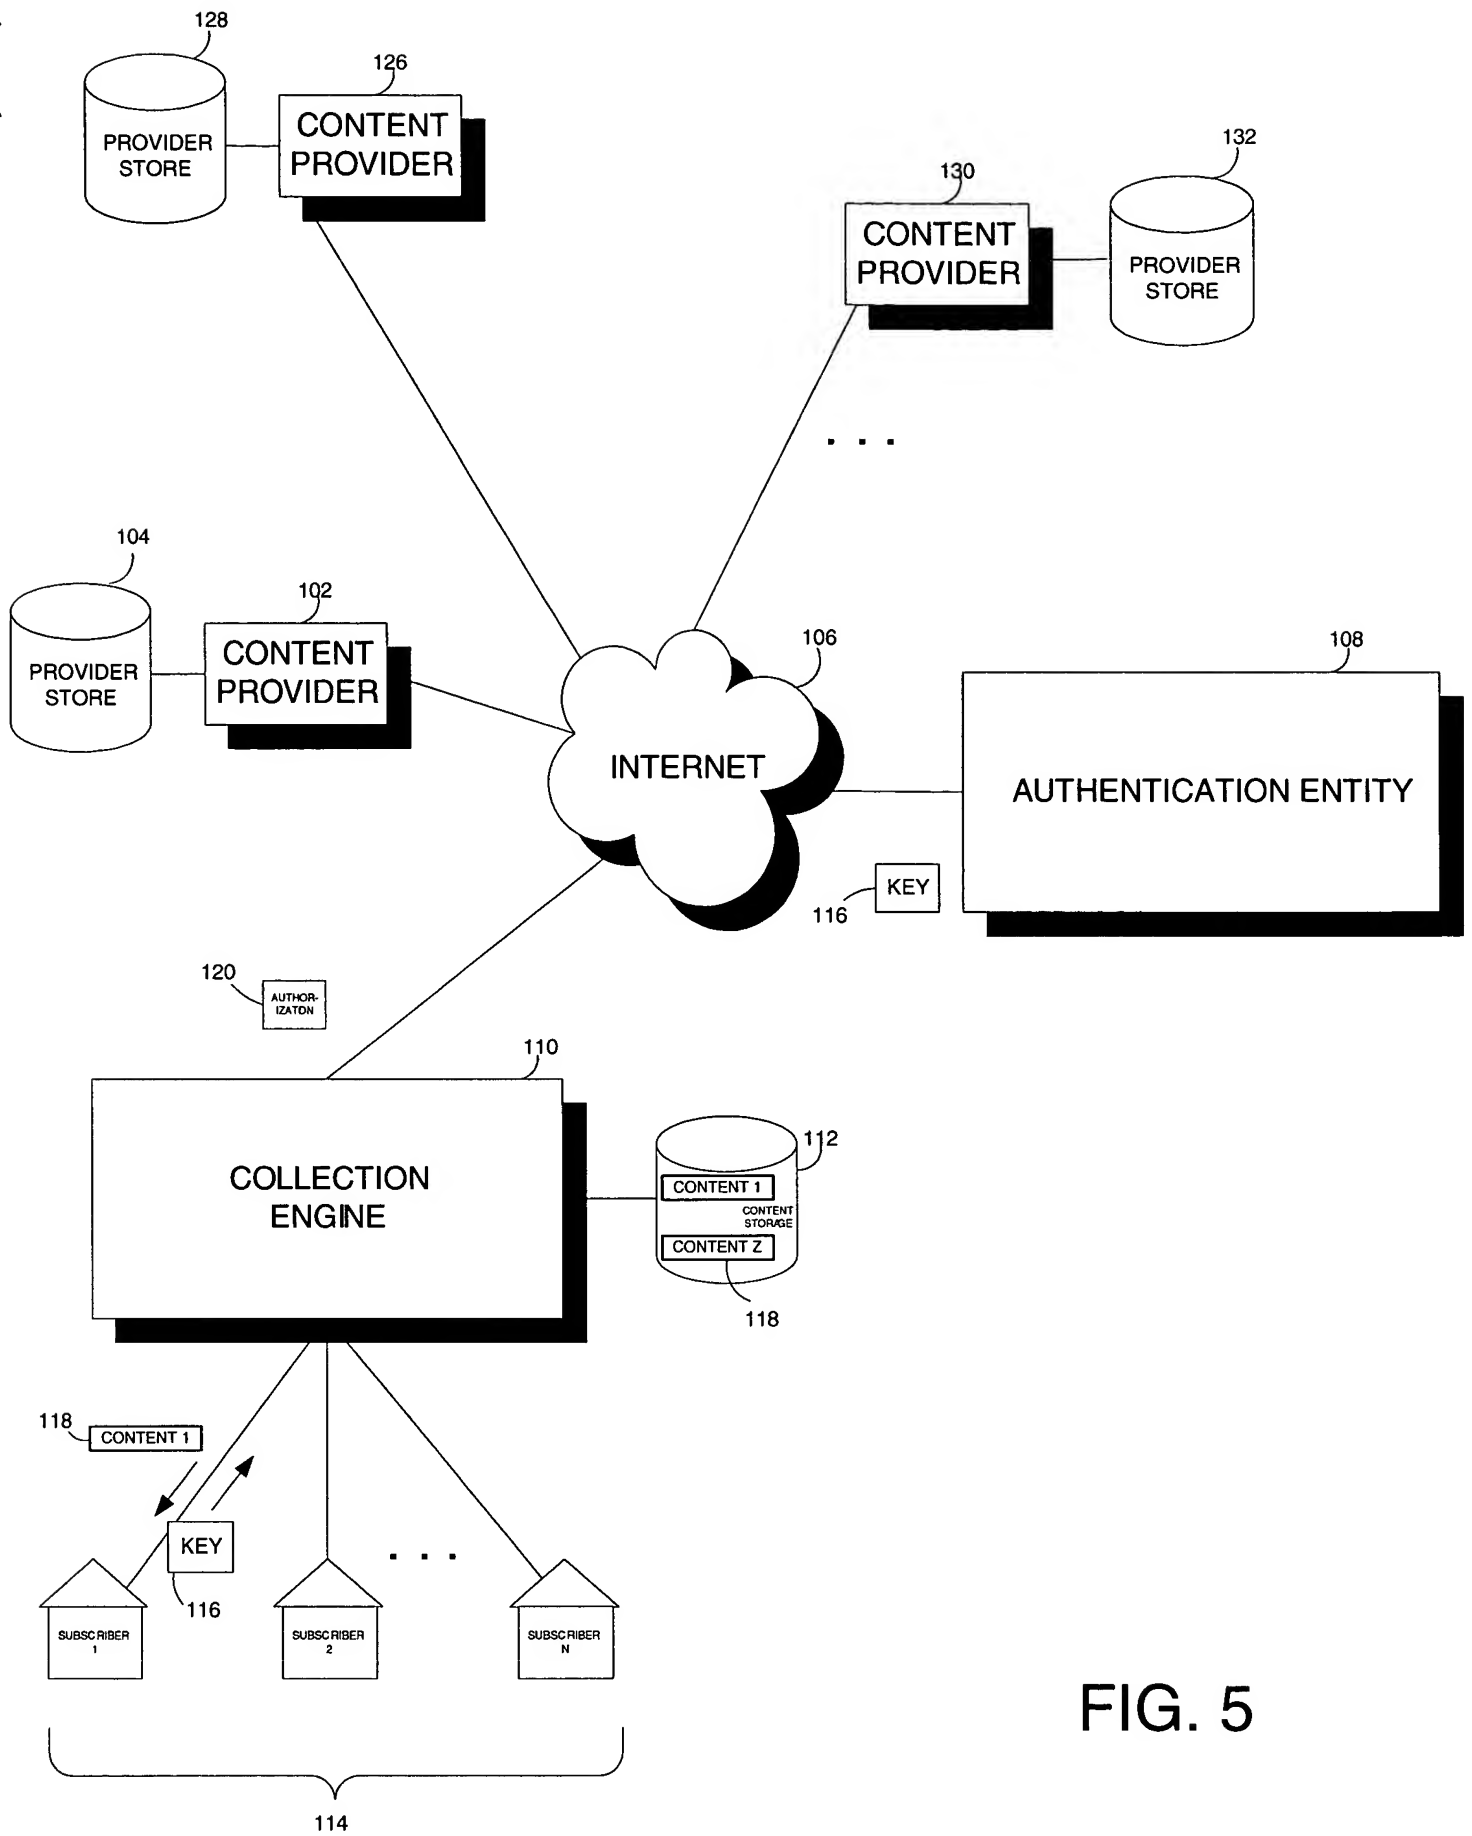 128
126
CONTENT
PROVIDER
PROVIDER
STORE
132
130
CONTENT
PROVIDER
PROVIDER
STORE
. . .
104
102
CONTENT
PROVIDER
PROVIDER
STORE
106
108
INTERNET
AUTHENTICATION ENTITY
KEY
116
120
AUTHOR-
IZATON
110
COLLECTION
ENGINE
112
CONTENT 1
CONTENT
STORAGE
CONTENT Z
118
118
CONTENT 1
KEY
116
. . .
SUBSCRIBER
1
SUBSCRIBER
2
SUBSCRIBER
N
114
FIG. 5